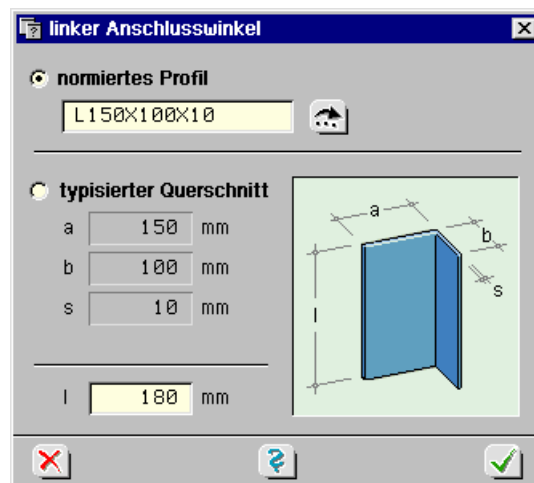 linker Anschlusswinkel
normiertes Profil
L150X100X10
typisierter Querschnitt
a 150 mm
b 100 mm
s 10 mm
l 180 mm
a
b
s
l